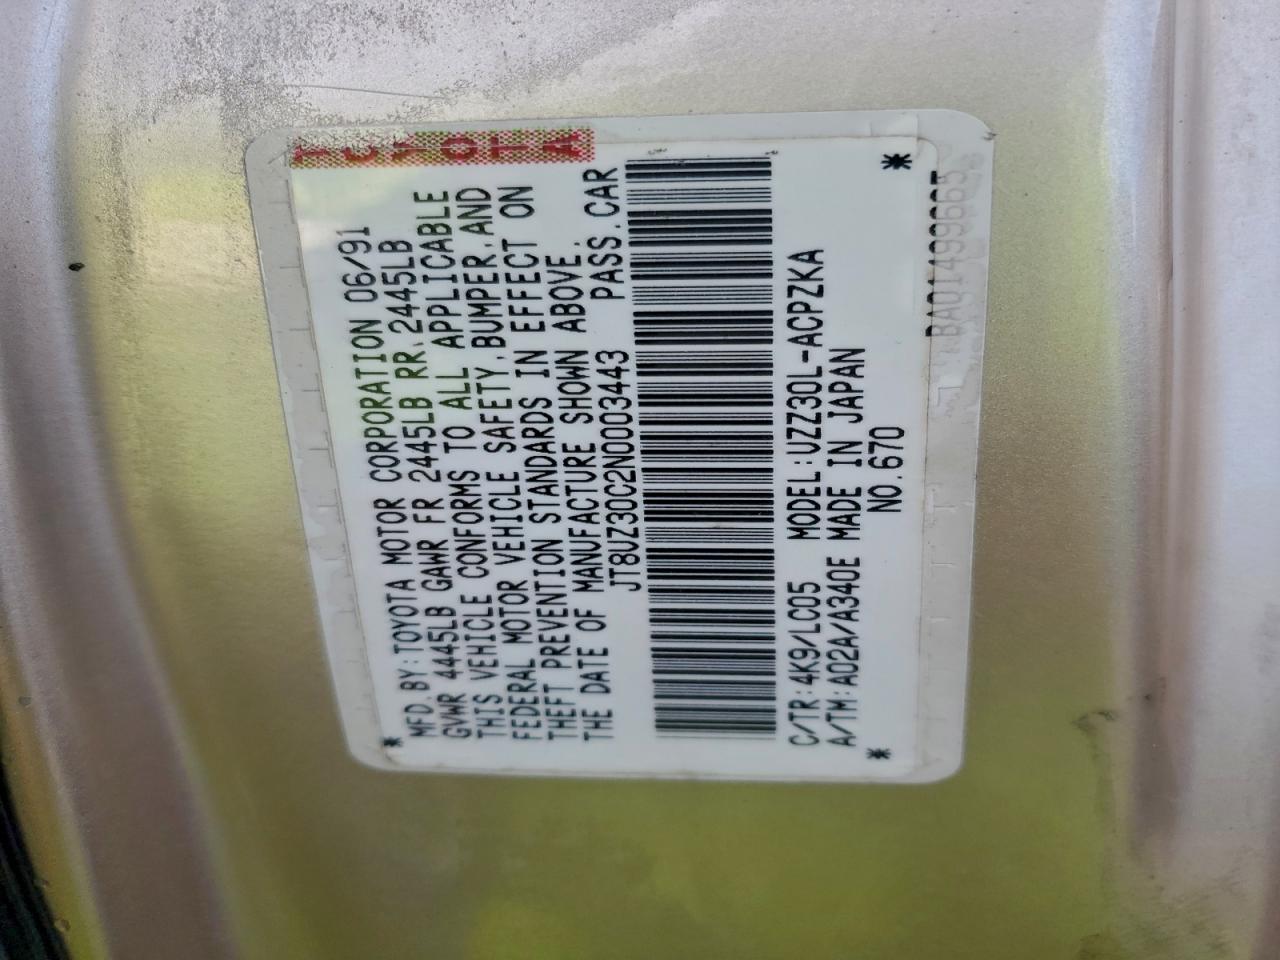 TOYOTA
*
MFD BY:TOYOTA MOTOR CORPORATION 06/91
GVWR 4445LB GAWR FR 2445LB RR.2445LB
THIS VEHICLE CONFORMS TO ALL APPLICABLE
FEDERAL MOTOR VEHICLE SAFETY,BUMPER,AND
THEFT PREVENTION STANDARDS IN EFFECT ON
THE DATE OF MANUFACTURE SHOWN ABOVE.
JT8UZ30C2N0003443 PASS.CAR
C/TR:4K9/LC05 MODEL:UZZ30L-ACPZKA
A/TM:A02A/A340E MADE IN JAPAN
* NO.670 *